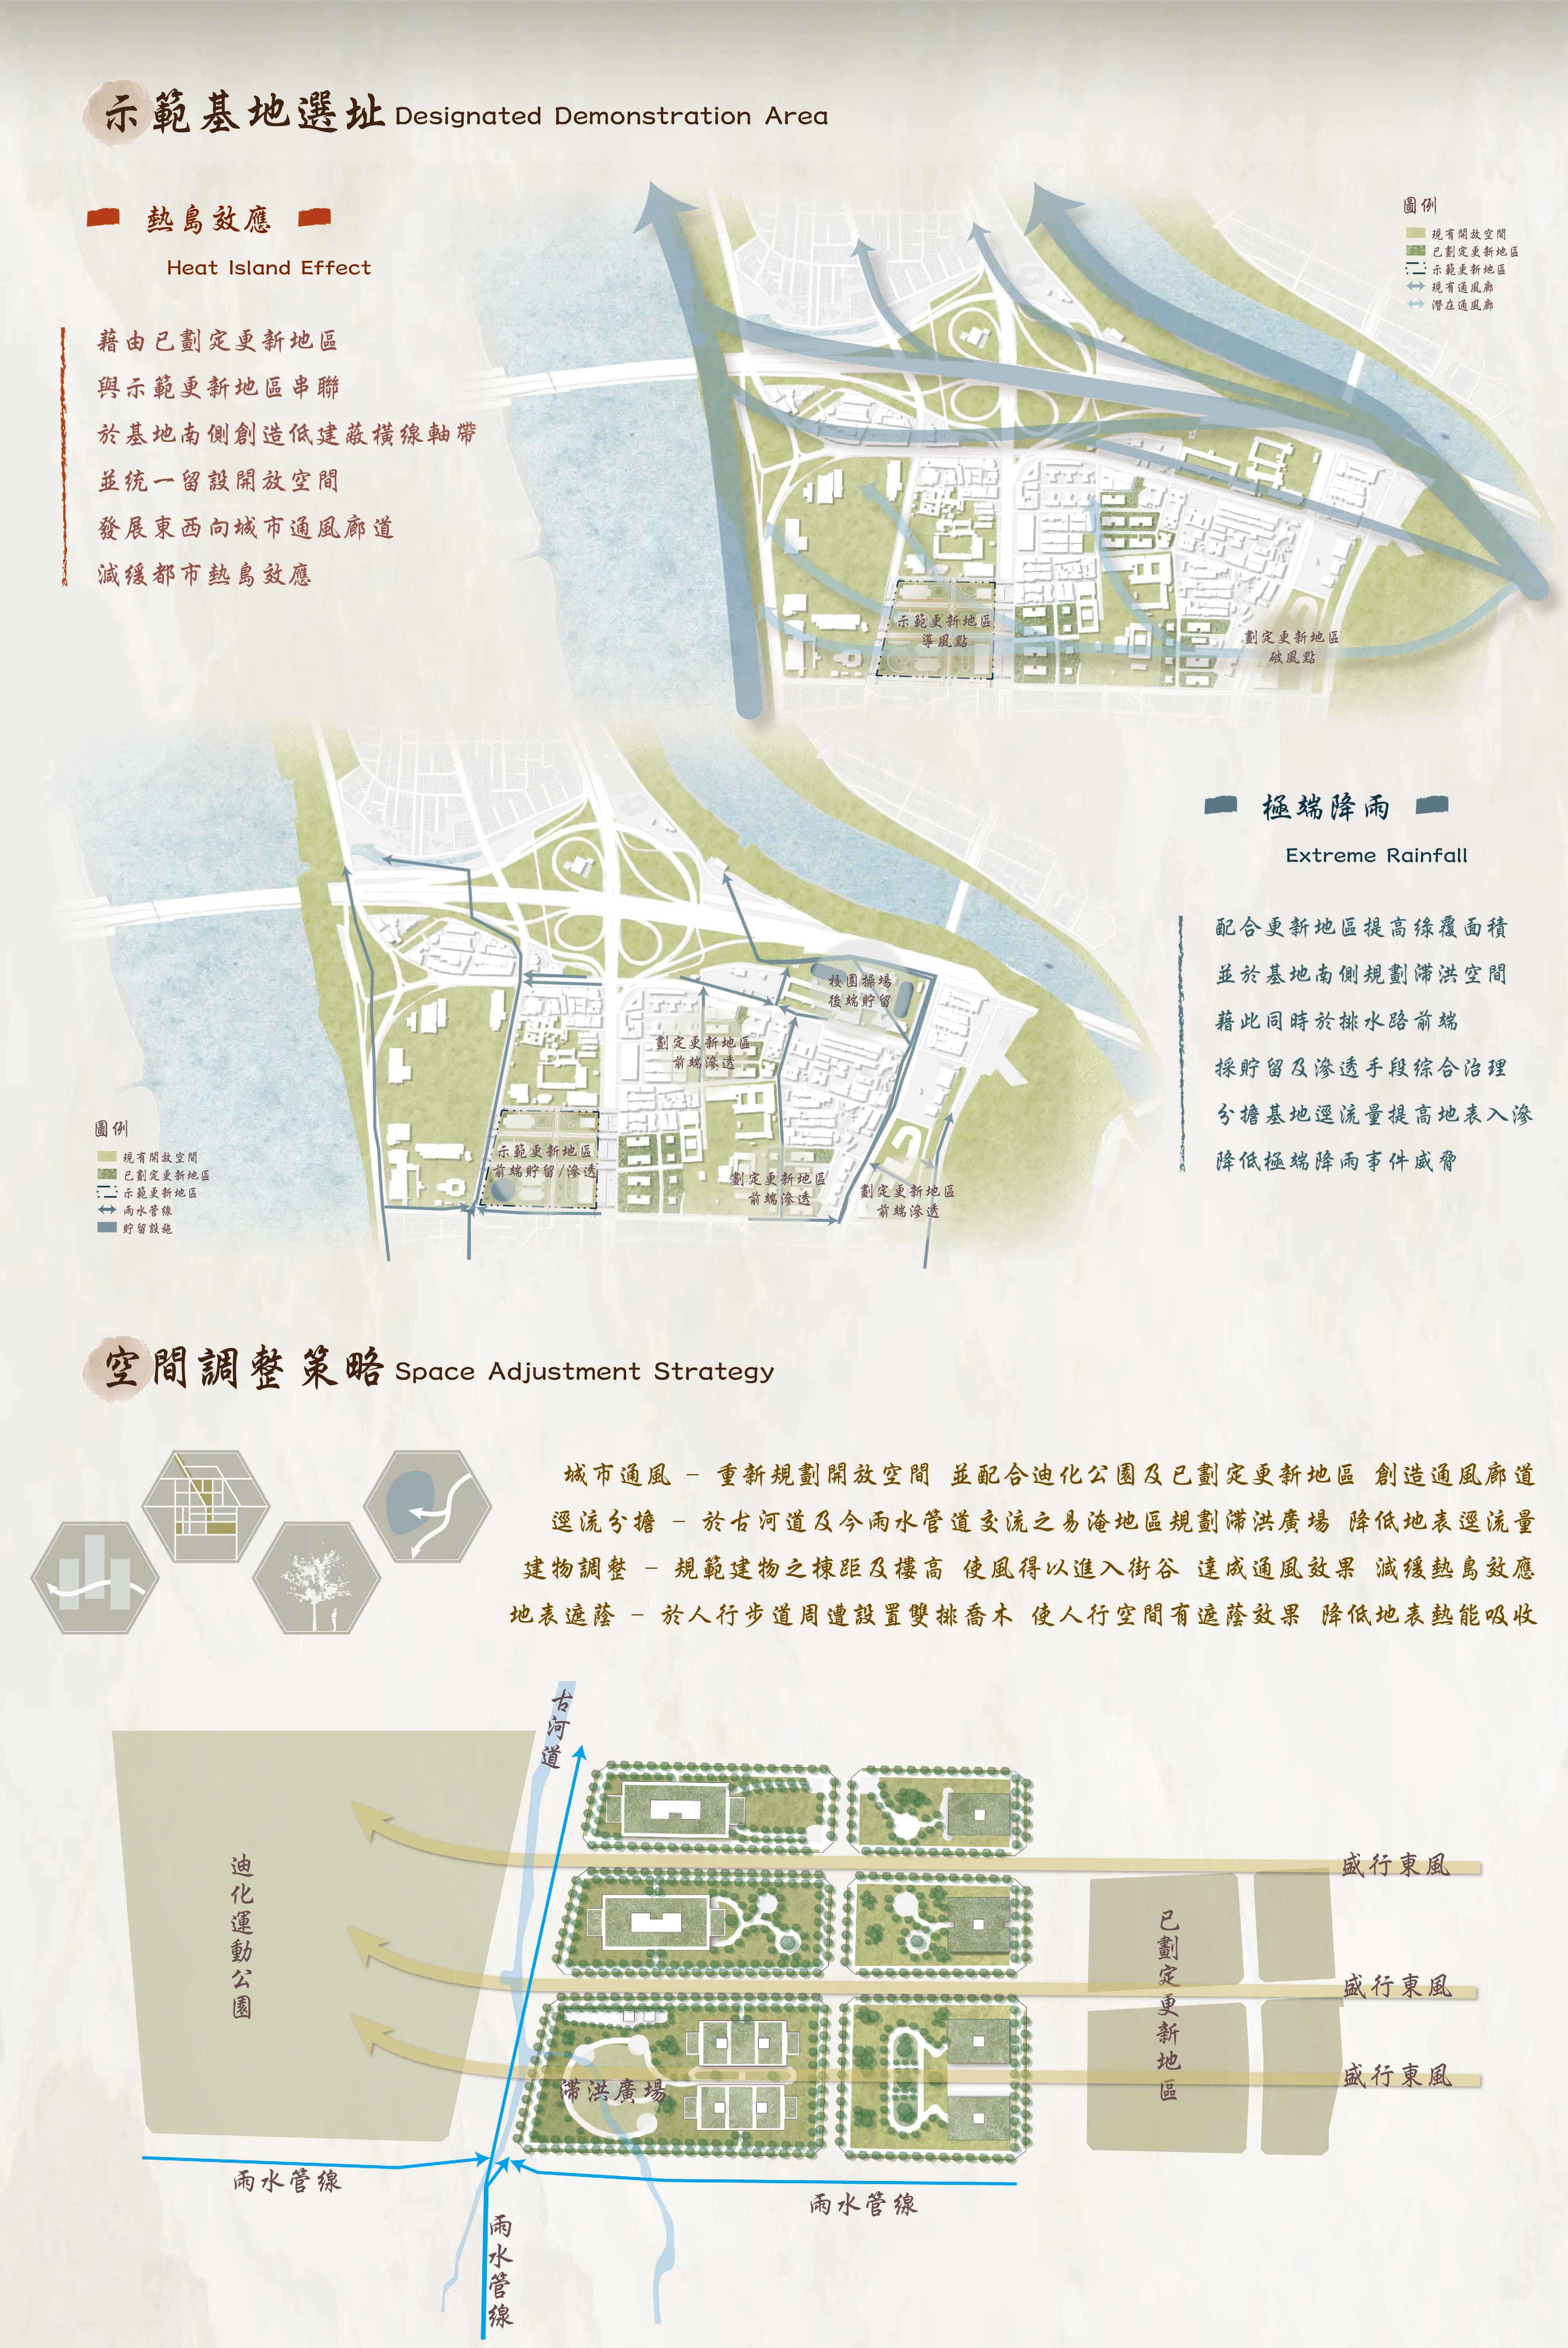 示範基地選址 Designated Demonstration Area
熱島效應
Heat Island Effect
藉由已劃定更新地區
與示範更新地區串聯
於基地南側創造低建蔽橫線軸帶
並統一留設開放空間
發展東西向城市通風廊道
減緩都市熱島效應
圖例
現有開放空間
已劃定更新地區
示範更新地區
現有通風廊
潛在通風廊
示範更新地區
導風點
劃定更新地區
破風點
極端降雨
Extreme Rainfall
配合更新地區提高綠覆面積
並於基地南側規劃滯洪空間
藉此同時於排水路前端
採貯留及滲透手段綜合治理
分擔基地逕流量提高地表入滲
降低極端降雨事件威脅
校園操場
後端貯留
劃定更新地區
前端滲透
示範更新地區
前端貯留/滲透
劃定更新地區
前端滲透
劃定更新地區
前端滲透
圖例
現有開放空間
已劃定更新地區
示範更新地區
雨水管線
貯留設施
空間調整策略 Space Adjustment Strategy
城市通風 - 重新規劃開放空間 並配合迪化公園及已劃定更新地區 創造通風廊道
逕流分擔 - 於古河道及今雨水管道交流之易淹地區規劃滯洪廣場 降低地表逕流量
建物調整 - 規範建物之棟距及樓高 使風得以進入街谷 達成通風效果 減緩熱島效應
地表遮蔭 - 於人行步道周遭設置雙排喬木 使人行空間有遮蔭效果 降低地表熱能吸收
古河道
迪化運動公園
盛行東風
已劃定更新地區
盛行東風
盛行東風
滯洪廣場
雨水管線
雨水管線
雨水管線